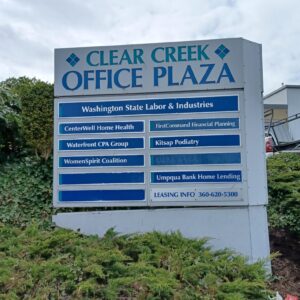 CLEAR CREEK
OFFICE PLAZA
Washington State Labor & Industries
CenterWell Home Health
FirstCommand Financial Planning
Waterfront CPA Group
Kitsap Podiatry
WomenSpirit Coalition
Umpqua Bank Home Lending
LEASING INFO 360-620-5300